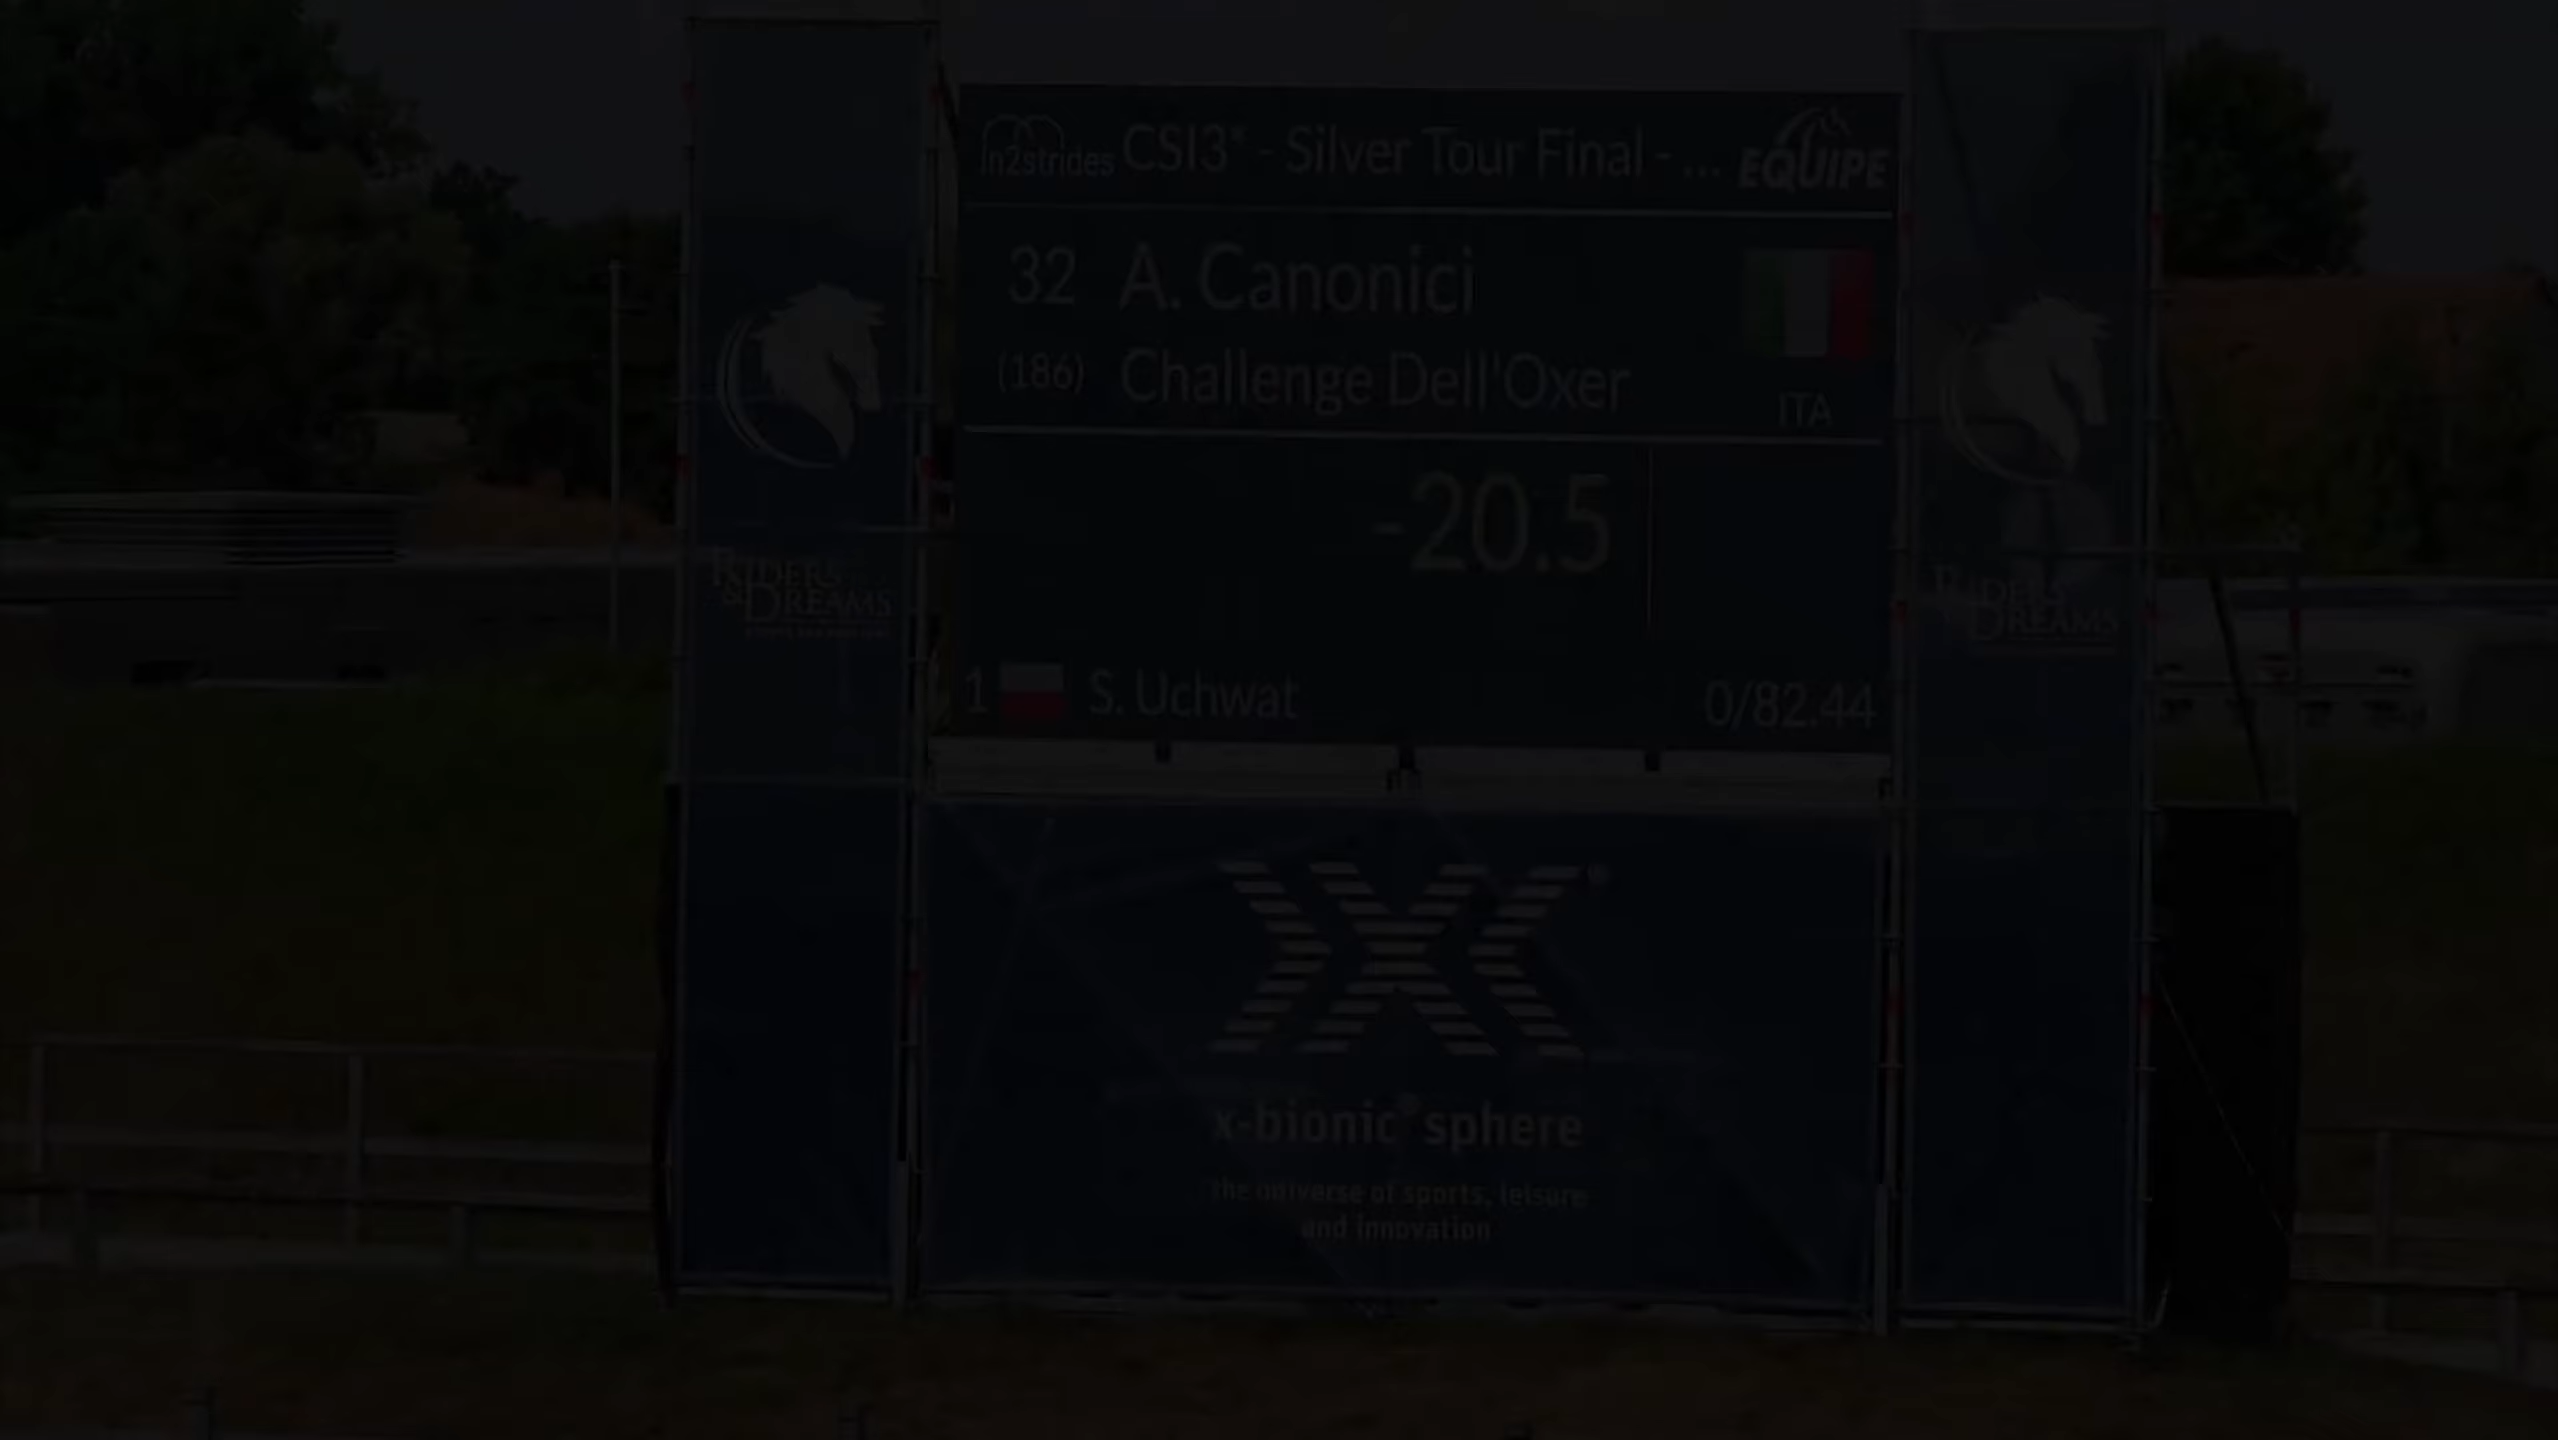 in2strides CSI3* - Silver Tour Final - ... EQUIPE
32 A. Canonici
(186) Challenge Dell'Oxer
ITA
-20.5
1 S. Uchwat 0/82.44
RIDERS
&DREAMS
RIDERS
DREAMS
x-bionic® sphere
the universe of sports, leisure
and innovation